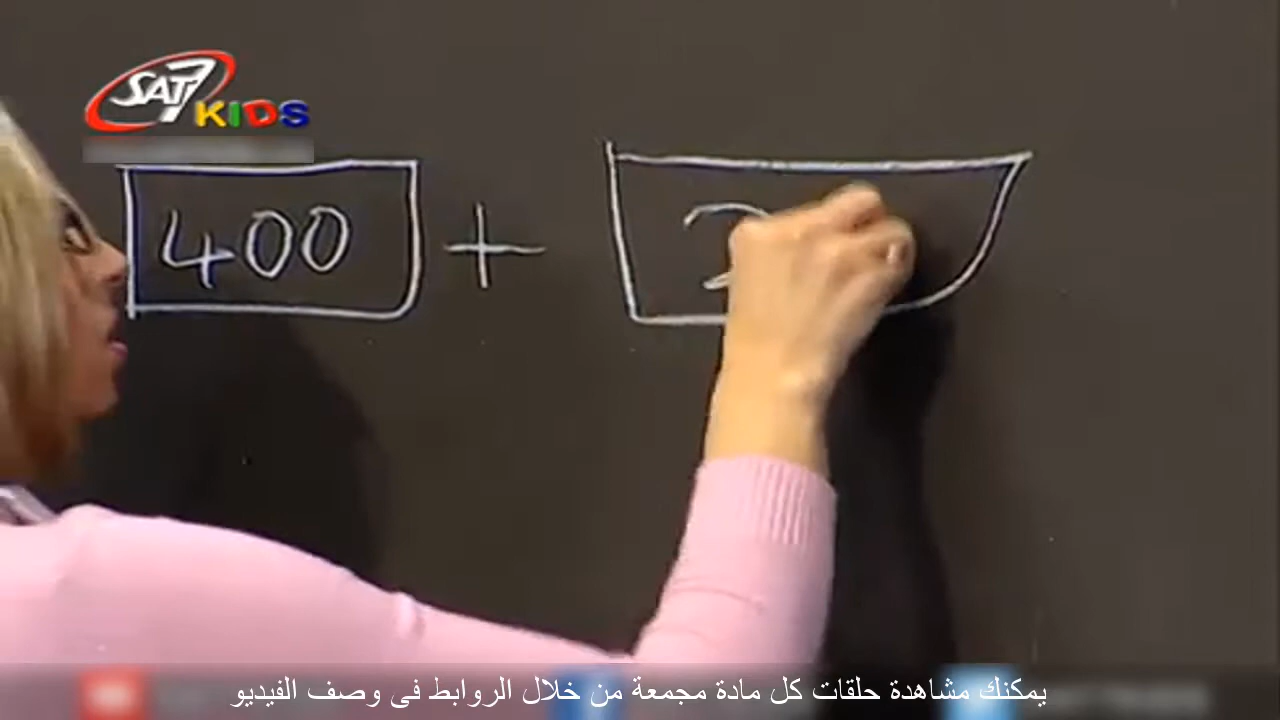 SAT7
KIDS
400 +
يمكنك مشاهدة حلقات كل مادة مجمعة من خلال الروابط فى وصف الفيديو